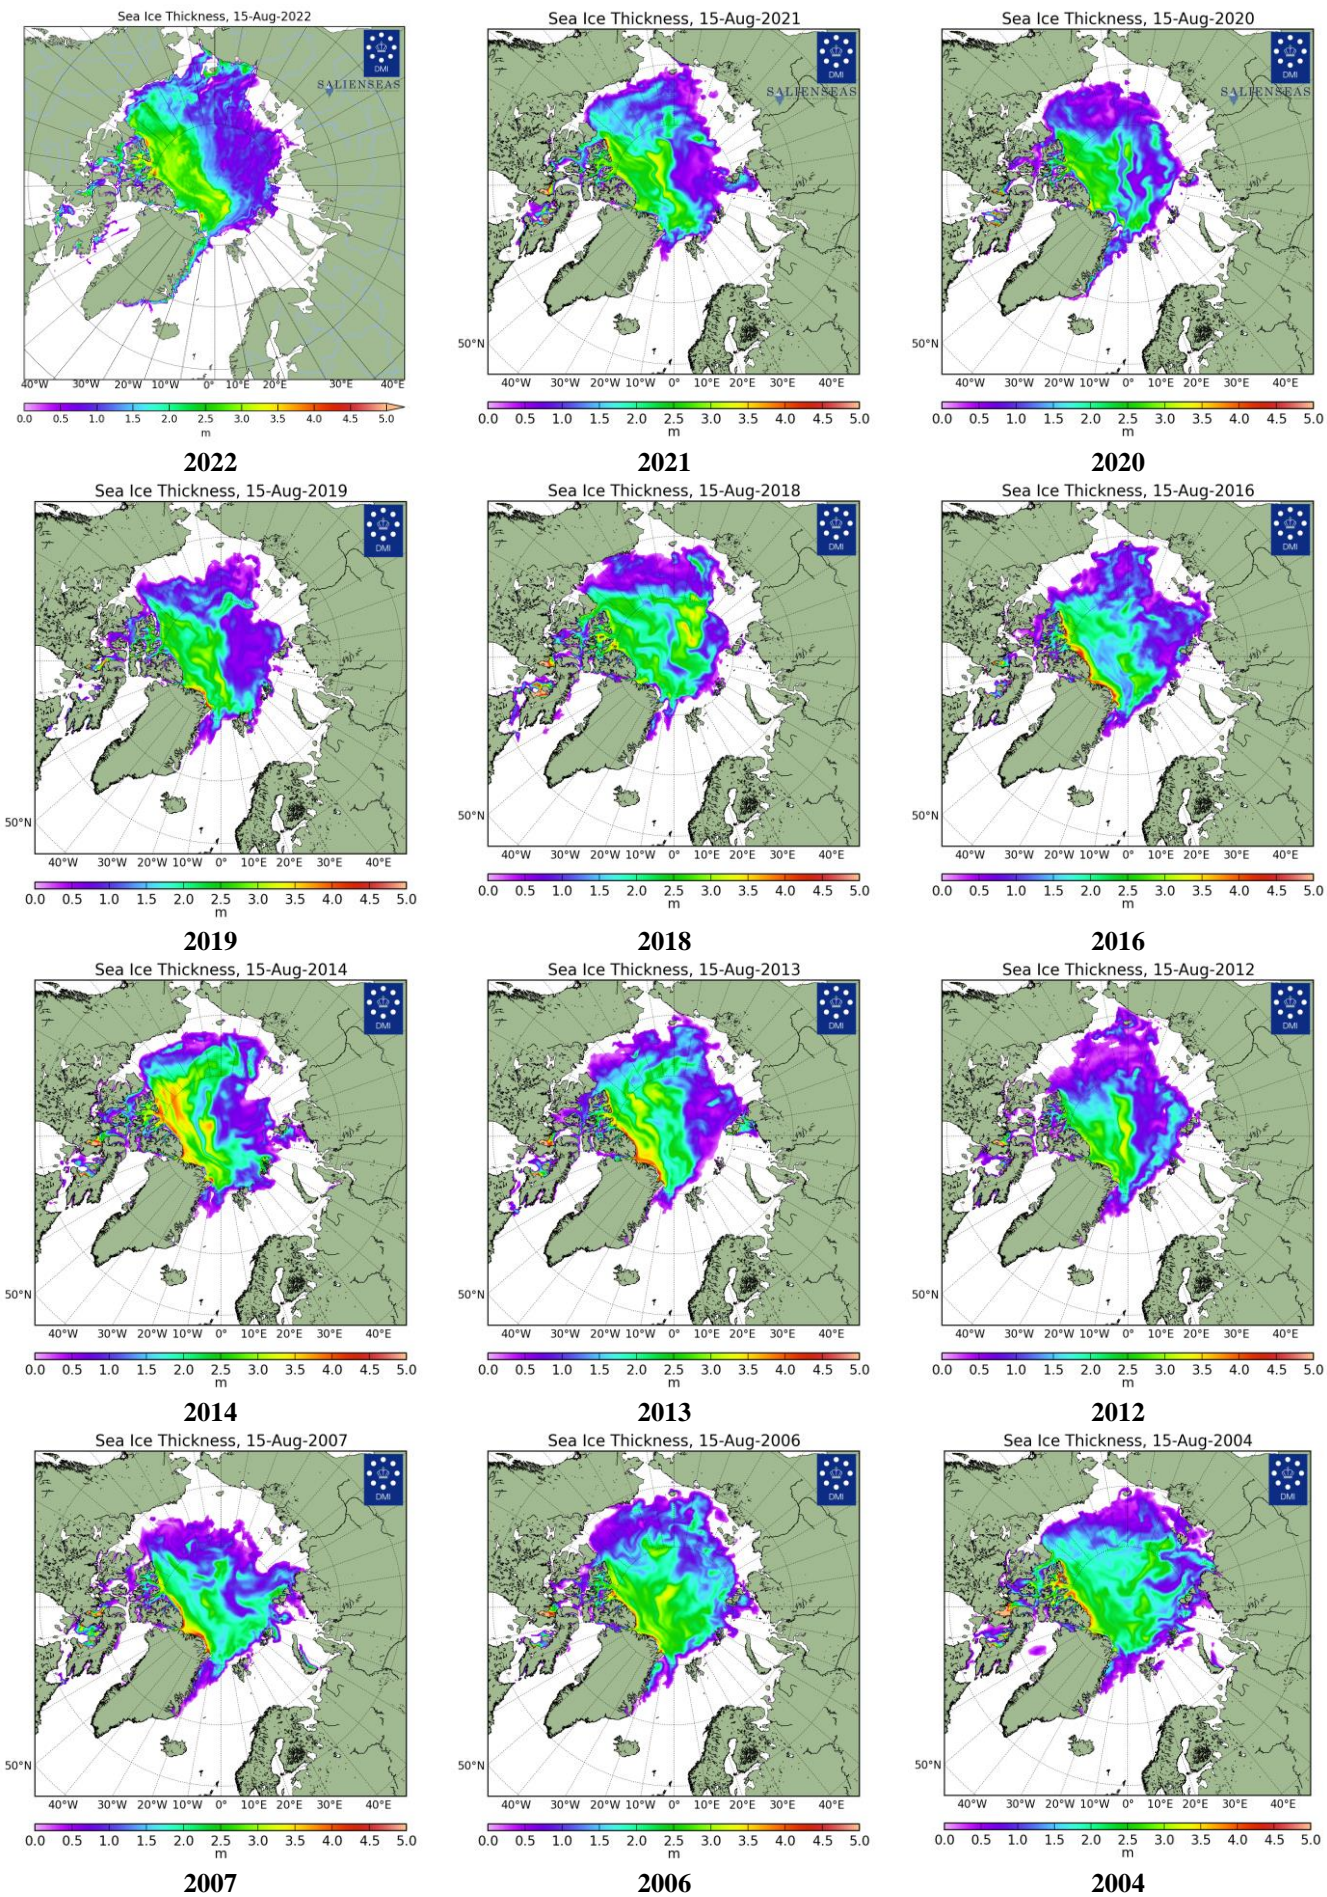 Sea Ice Thickness, 15-Aug-2022
DMI
SALIENSEAS
40°W 30°W 20°W 10°W 0° 10°E 20°E 30°E 40°E
0.0 0.5 1.0 1.5 2.0 2.5 3.0 3.5 4.0 4.5 5.0
m
2022
Sea Ice Thickness, 15-Aug-2021
DMI
SALIENSEAS
50°N
40°W 30°W 20°W 10°W 0° 10°E 20°E 30°E 40°E
0.0 0.5 1.0 1.5 2.0 2.5 3.0 3.5 4.0 4.5 5.0
m
2021
Sea Ice Thickness, 15-Aug-2020
DMI
SALIENSEAS
50°N
40°W 30°W 20°W 10°W 0° 10°E 20°E 30°E 40°E
0.0 0.5 1.0 1.5 2.0 2.5 3.0 3.5 4.0 4.5 5.0
m
2020
Sea Ice Thickness, 15-Aug-2019
DMI
50°N
40°W 30°W 20°W 10°W 0° 10°E 20°E 30°E 40°E
0.0 0.5 1.0 1.5 2.0 2.5 3.0 3.5 4.0 4.5 5.0
m
2019
Sea Ice Thickness, 15-Aug-2018
DMI
50°N
40°W 30°W 20°W 10°W 0° 10°E 20°E 30°E 40°E
0.0 0.5 1.0 1.5 2.0 2.5 3.0 3.5 4.0 4.5 5.0
m
2018
Sea Ice Thickness, 15-Aug-2016
DMI
50°N
40°W 30°W 20°W 10°W 0° 10°E 20°E 30°E 40°E
0.0 0.5 1.0 1.5 2.0 2.5 3.0 3.5 4.0 4.5 5.0
m
2016
Sea Ice Thickness, 15-Aug-2014
DMI
50°N
40°W 30°W 20°W 10°W 0° 10°E 20°E 30°E 40°E
0.0 0.5 1.0 1.5 2.0 2.5 3.0 3.5 4.0 4.5 5.0
m
2014
Sea Ice Thickness, 15-Aug-2013
DMI
50°N
40°W 30°W 20°W 10°W 0° 10°E 20°E 30°E 40°E
0.0 0.5 1.0 1.5 2.0 2.5 3.0 3.5 4.0 4.5 5.0
m
2013
Sea Ice Thickness, 15-Aug-2012
DMI
50°N
40°W 30°W 20°W 10°W 0° 10°E 20°E 30°E 40°E
0.0 0.5 1.0 1.5 2.0 2.5 3.0 3.5 4.0 4.5 5.0
m
2012
Sea Ice Thickness, 15-Aug-2007
DMI
50°N
40°W 30°W 20°W 10°W 0° 10°E 20°E 30°E 40°E
0.0 0.5 1.0 1.5 2.0 2.5 3.0 3.5 4.0 4.5 5.0
m
2007
Sea Ice Thickness, 15-Aug-2006
DMI
50°N
40°W 30°W 20°W 10°W 0° 10°E 20°E 30°E 40°E
0.0 0.5 1.0 1.5 2.0 2.5 3.0 3.5 4.0 4.5 5.0
m
2006
Sea Ice Thickness, 15-Aug-2004
DMI
50°N
40°W 30°W 20°W 10°W 0° 10°E 20°E 30°E 40°E
0.0 0.5 1.0 1.5 2.0 2.5 3.0 3.5 4.0 4.5 5.0
m
2004